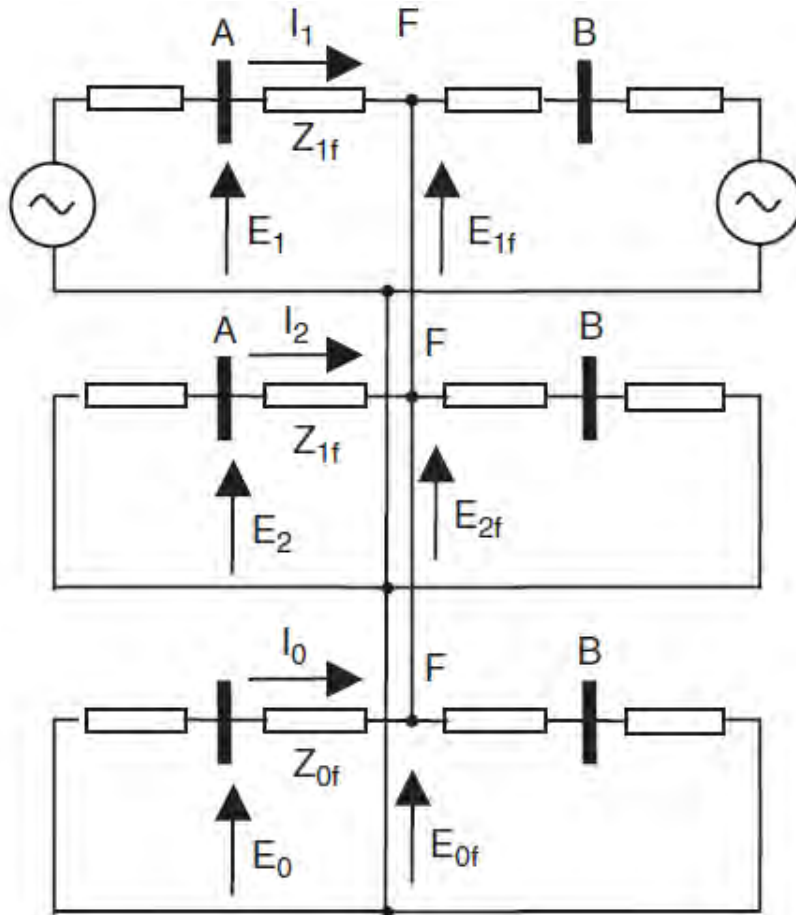 A I₁ F B
Z₁f
E₁ E₁f
A I₂ F B
Z₁f
E₂ E₂f
I₀ F B
A
Z₀f
E₀ E₀f